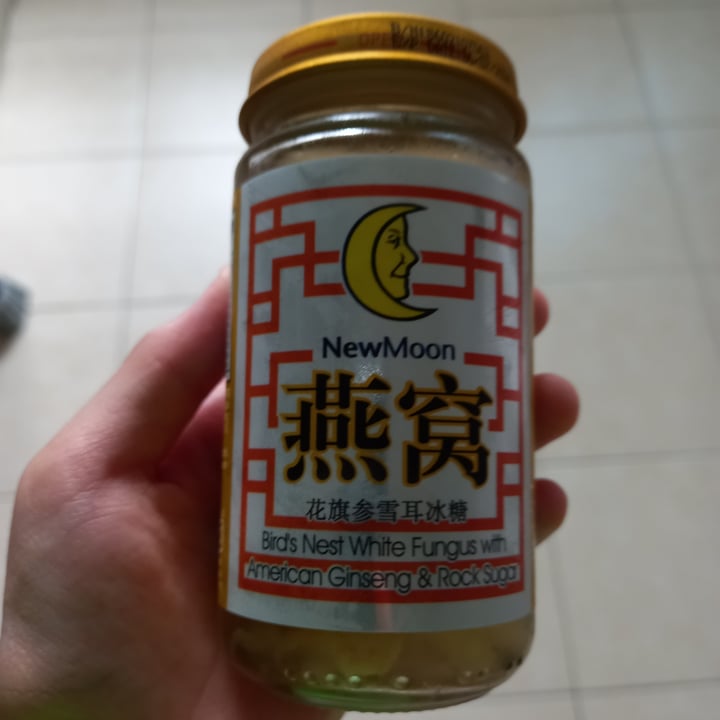 NewMoon
燕窝
花旗参雪耳冰糖
Bird's Nest White Fungus with
American Ginseng & Rock Sugar